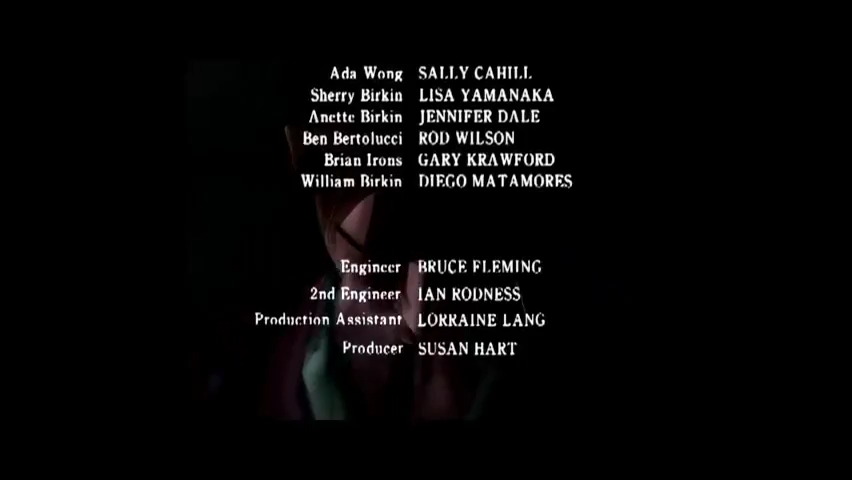 Ada Wong SALLY CAHILL
Sherry Birkin LISA YAMANAKA
Anette Birkin JENNIFER DALE
Ben Bertolucci ROD WILSON
Brian Irons GARY KRAWFORD
William Birkin DIEGO MATAMORES
Engineer BRUCE FLEMING
2nd Engineer IAN RODNESS
Production Assistant LORRAINE LANG
Producer SUSAN HART